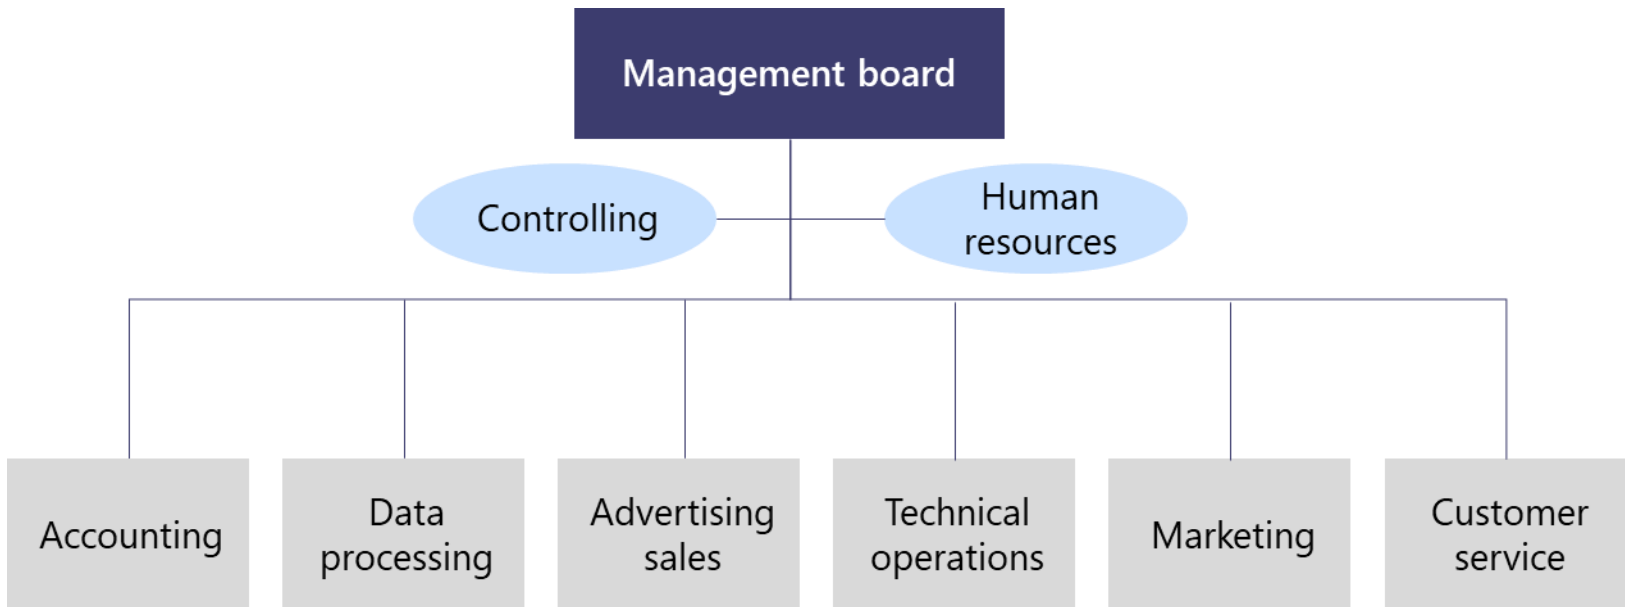 Management board
Controlling
Human
resources
Accounting
Data
processing
Advertising
sales
Technical
operations
Marketing
Customer
service